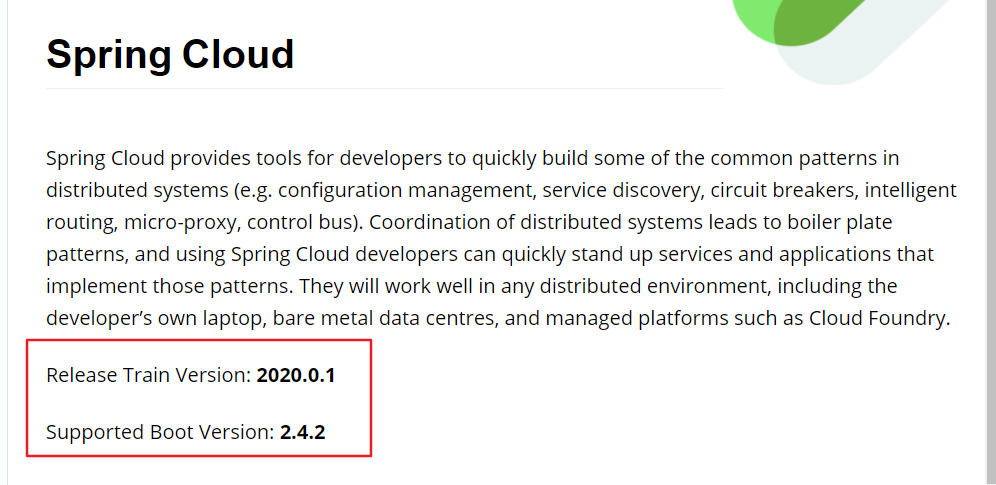 Spring Cloud
Spring Cloud provides tools for developers to quickly build some of the common patterns in
distributed systems (e.g. configuration management, service discovery, circuit breakers, intelligent
routing, micro-proxy, control bus). Coordination of distributed systems leads to boiler plate
patterns, and using Spring Cloud developers can quickly stand up services and applications that
implement those patterns. They will work well in any distributed environment, including the
developer’s own laptop, bare metal data centres, and managed platforms such as Cloud Foundry.
Release Train Version: 2020.0.1
Supported Boot Version: 2.4.2